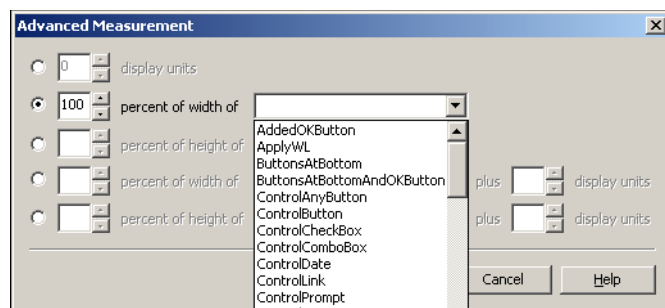 Advanced Measurement
0 display units
100 percent of width of
percent of height of
percent of width of plus display units
percent of height of plus display units
AddedOKButton
ApplyWL
ButtonsAtBottom
ButtonsAtBottomAndOKButton
ControlAnyButton
ControlButton
ControlCheckBox
ControlComboBox
ControlDate
ControlLink
ControlPrompt
Cancel Help